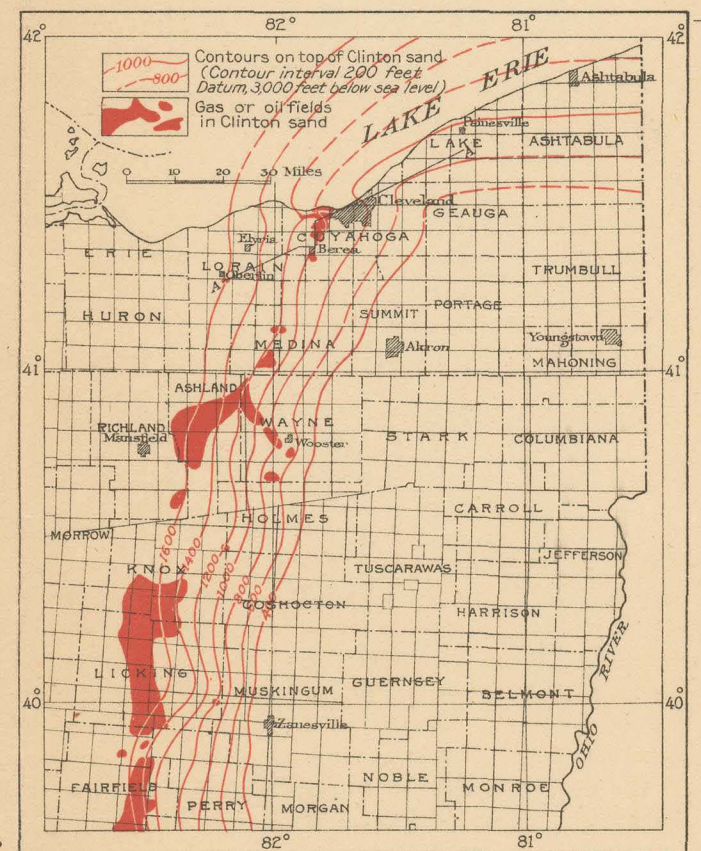 82° 81°
42° 42°
1000
800
Contours on top of Clinton sand
(Contour interval 200 feet
Datum, 3,000 feet below sea level)
Gas or oil fields
in Clinton sand
LAKE ERIE
Ashtabula
Painesville
LAKE
ASHTABULA
A'
0 10 20 30 Miles
Cleveland
GEAUGA
Elyria
CUYAHOGA
Berea
ERIE
LORAIN
Oberlin
A
TRUMBULL
HURON
SUMMIT
PORTAGE
MEDINA
Akron
Youngstown
MAHONING
41° 41°
ASHLAND
RICHLAND
Mansfield
WAYNE
Wooster
STARK
COLUMBIANA
CARROLL
HOLMES
MORROW
JEFFERSON
KNOX
1600
1400
1200
1000
800
TUSCARAWAS
COSHOCTON
HARRISON
LICKING
MUSKINGUM
GUERNSEY
BELMONT
40° 40°
Zanesville
OHIO RIVER
NOBLE
FAIRFIELD
MONROE
PERRY
MORGAN
82° 81°